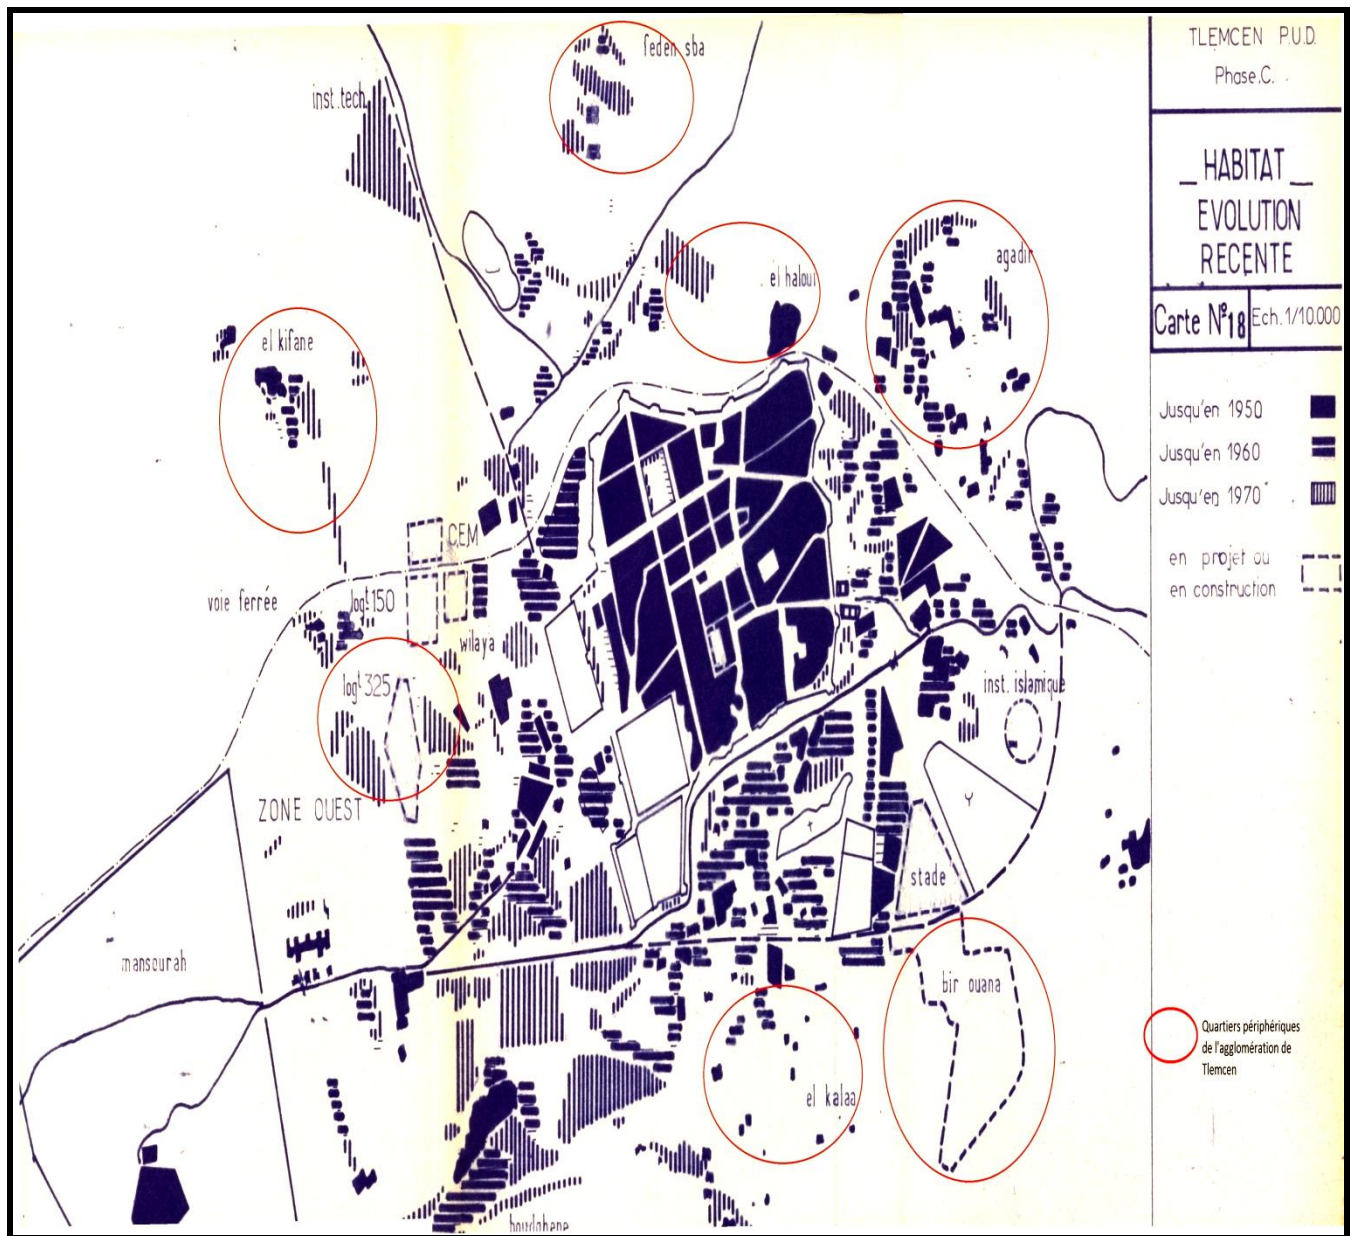 TLEMCEN P.U.D.
Phase.C.
_ HABITAT _
EVOLUTION
RECENTE
Carte N°18
Ech. 1/10.000
Jusqu'en 1950
Jusqu'en 1960
Jusqu'en 1970
en projet ou
en construction
Quartiers périphériques
de l'agglomération de
Tlemcen
feden sba
inst. tech.
el haloui
agadir
el kifane
CEM
voie ferrée
logt 150
wilaya
logt 325
inst. islamique
ZONE OUEST
stade
mansourah
bir ouana
el kalaa
boudghene